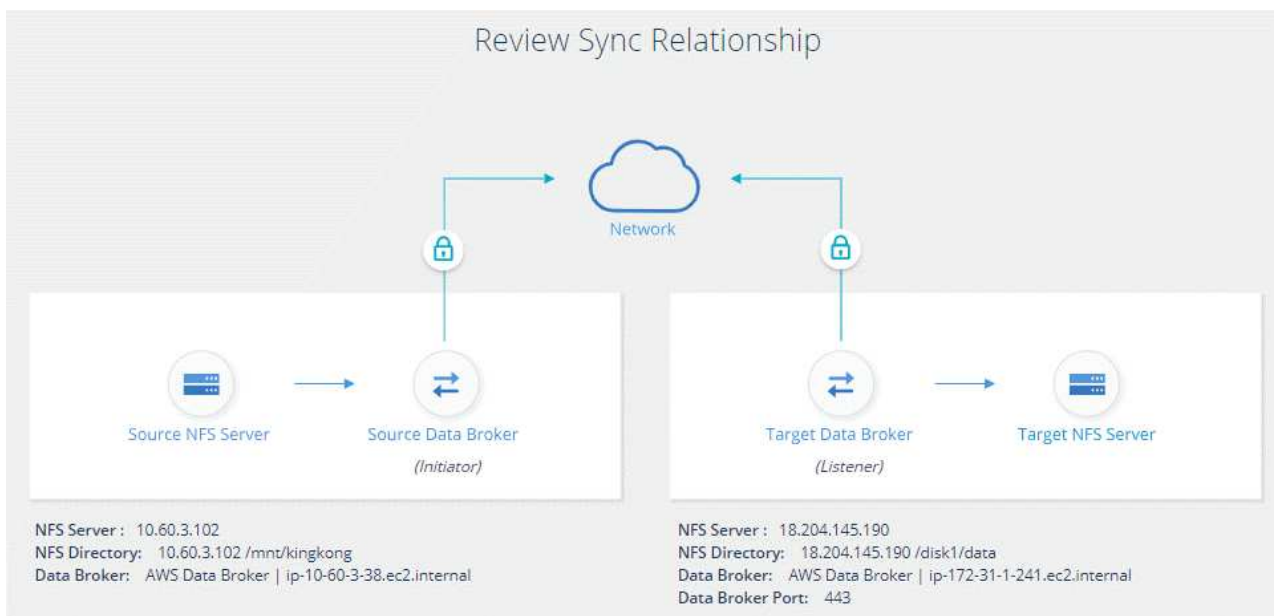 Review Sync Relationship
Network
Source NFS Server
Source Data Broker
(Initiator)
Target Data Broker
(Listener)
Target NFS Server
NFS Server : 10.60.3.102
NFS Directory: 10.60.3.102 /mnt/kingkong
Data Broker: AWS Data Broker | ip-10-60-3-38.ec2.internal
NFS Server : 18.204.145.190
NFS Directory: 18.204.145.190 /disk1/data
Data Broker: AWS Data Broker | ip-172-31-1-241.ec2.internal
Data Broker Port: 443